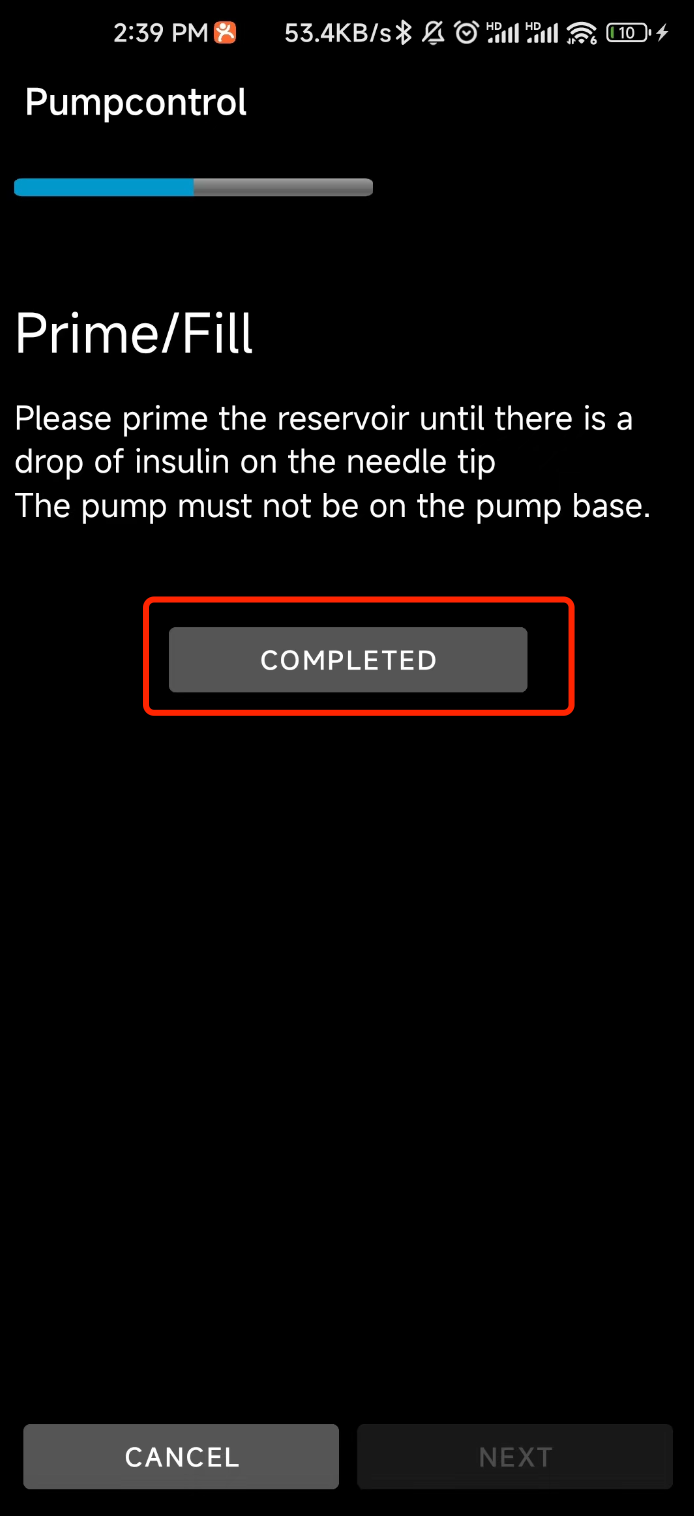 2:39 PM 53.4KB/s HD HD 6 10
Pumpcontrol
Prime/Fill
Please prime the reservoir until there is a
drop of insulin on the needle tip
The pump must not be on the pump base.
COMPLETED
CANCEL NEXT